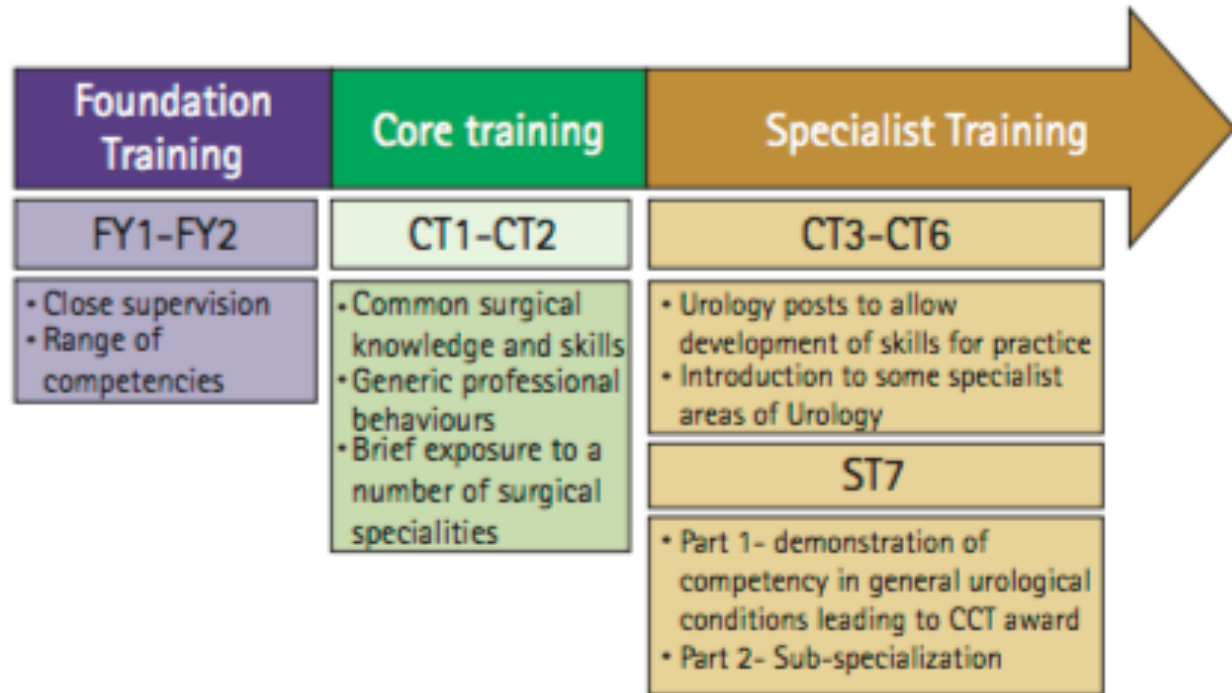 Foundation
Training
Core training
Specialist Training
FY1-FY2
• Close supervision
• Range of
competencies
CT1-CT2
• Common surgical
knowledge and skills
• Generic professional
behaviours
• Brief exposure to a
number of surgical
specialities
CT3-CT6
• Urology posts to allow
development of skills for practice
• Introduction to some specialist
areas of Urology
ST7
• Part 1- demonstration of
competency in general urological
conditions leading to CCT award
• Part 2- Sub-specialization